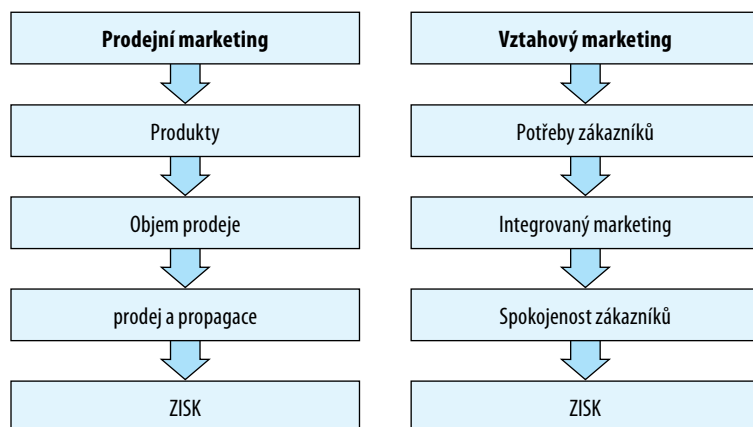 Prodejní marketing
Produkty
Objem prodeje
prodej a propagace
ZISK
Vztahový marketing
Potřeby zákazníků
Integrovaný marketing
Spokojenost zákazníků
ZISK